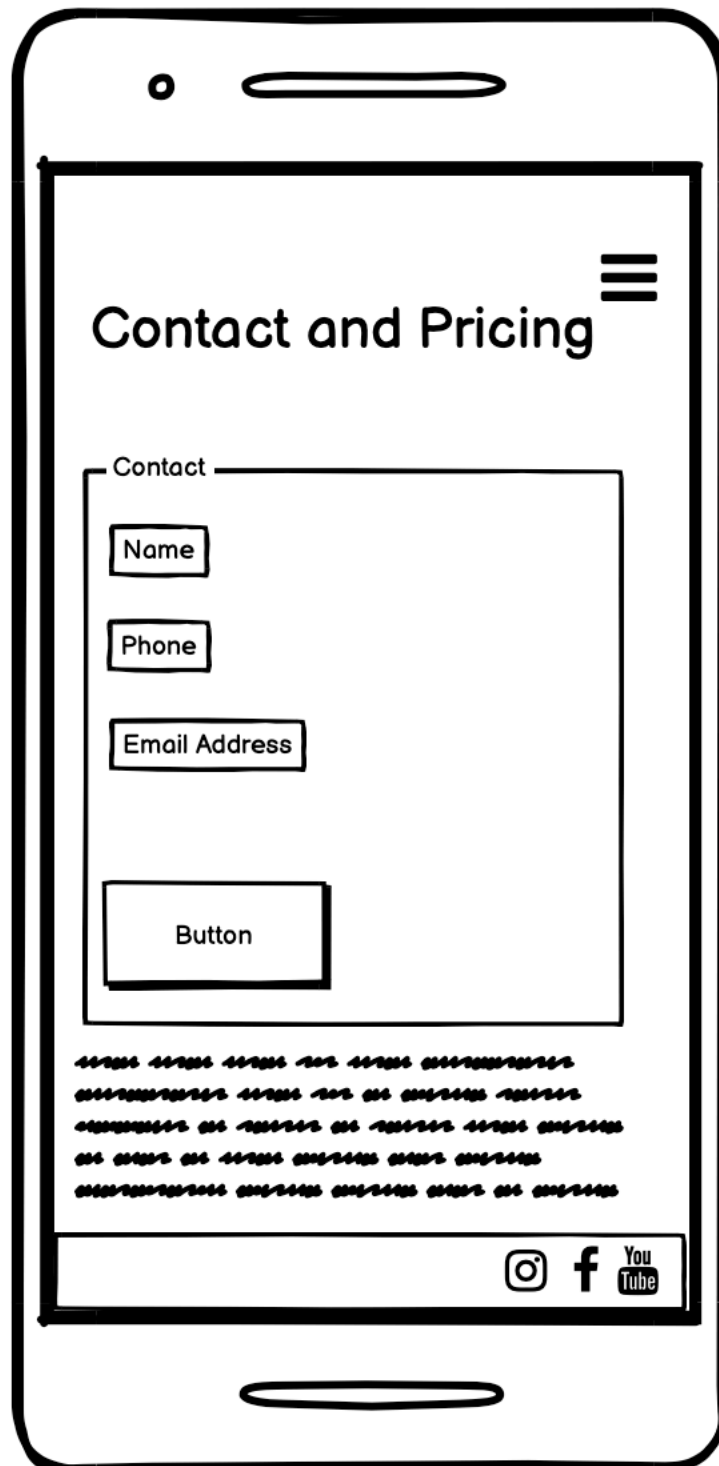 Contact and Pricing
Contact
Name
Phone
Email Address
Button
You
Tube